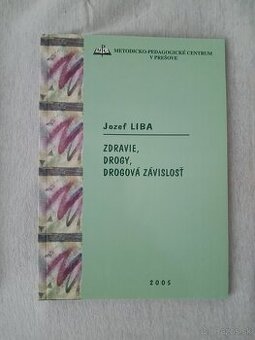 METODICKO-PEDAGOGICKÉ CENTRUM
V PREŠOVE
Jozef LIBA
ZDRAVIE,
DROGY,
DROGOVÁ ZÁVISLOSŤ
2005